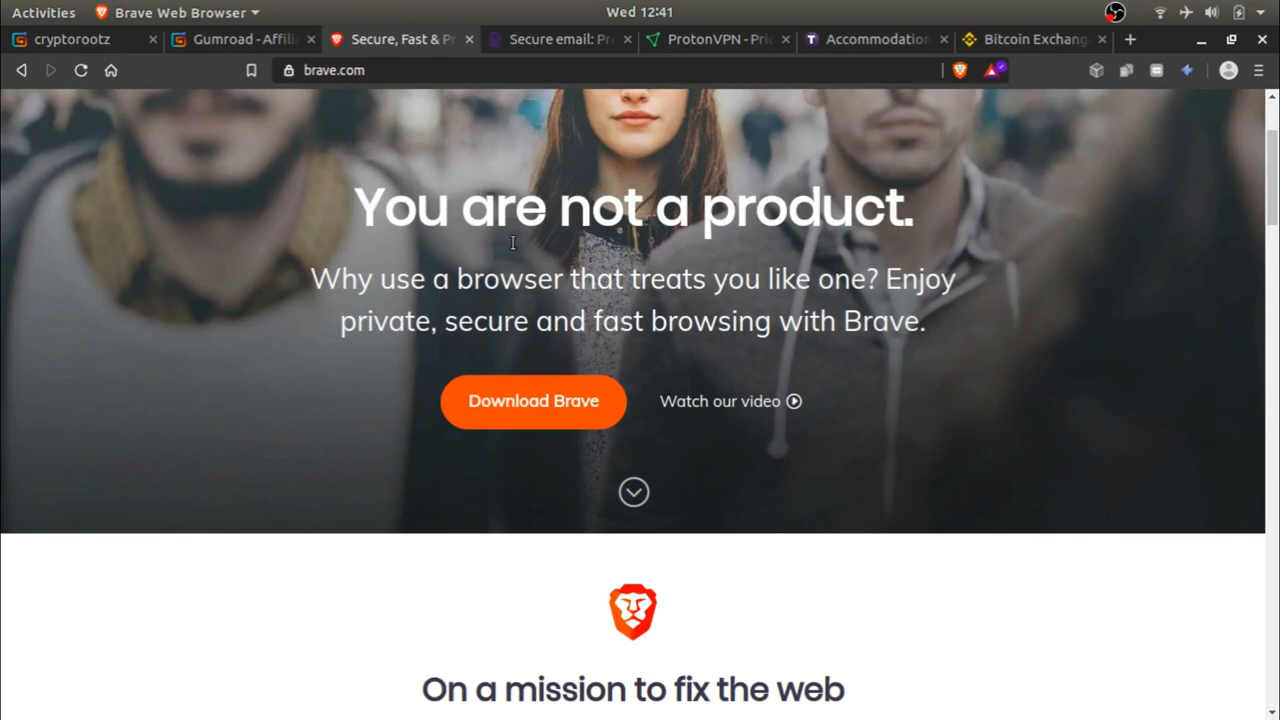 Activities
Brave Web Browser
Wed 12:41
cryptorootz
Gumroad - Affilia
Secure, Fast & Pr
Secure email: Pro
ProtonVPN - Pric
Accommodation
Bitcoin Exchang
brave.com
You are not a product.
Why use a browser that treats you like one? Enjoy
private, secure and fast browsing with Brave.
Download Brave
Watch our video
On a mission to fix the web